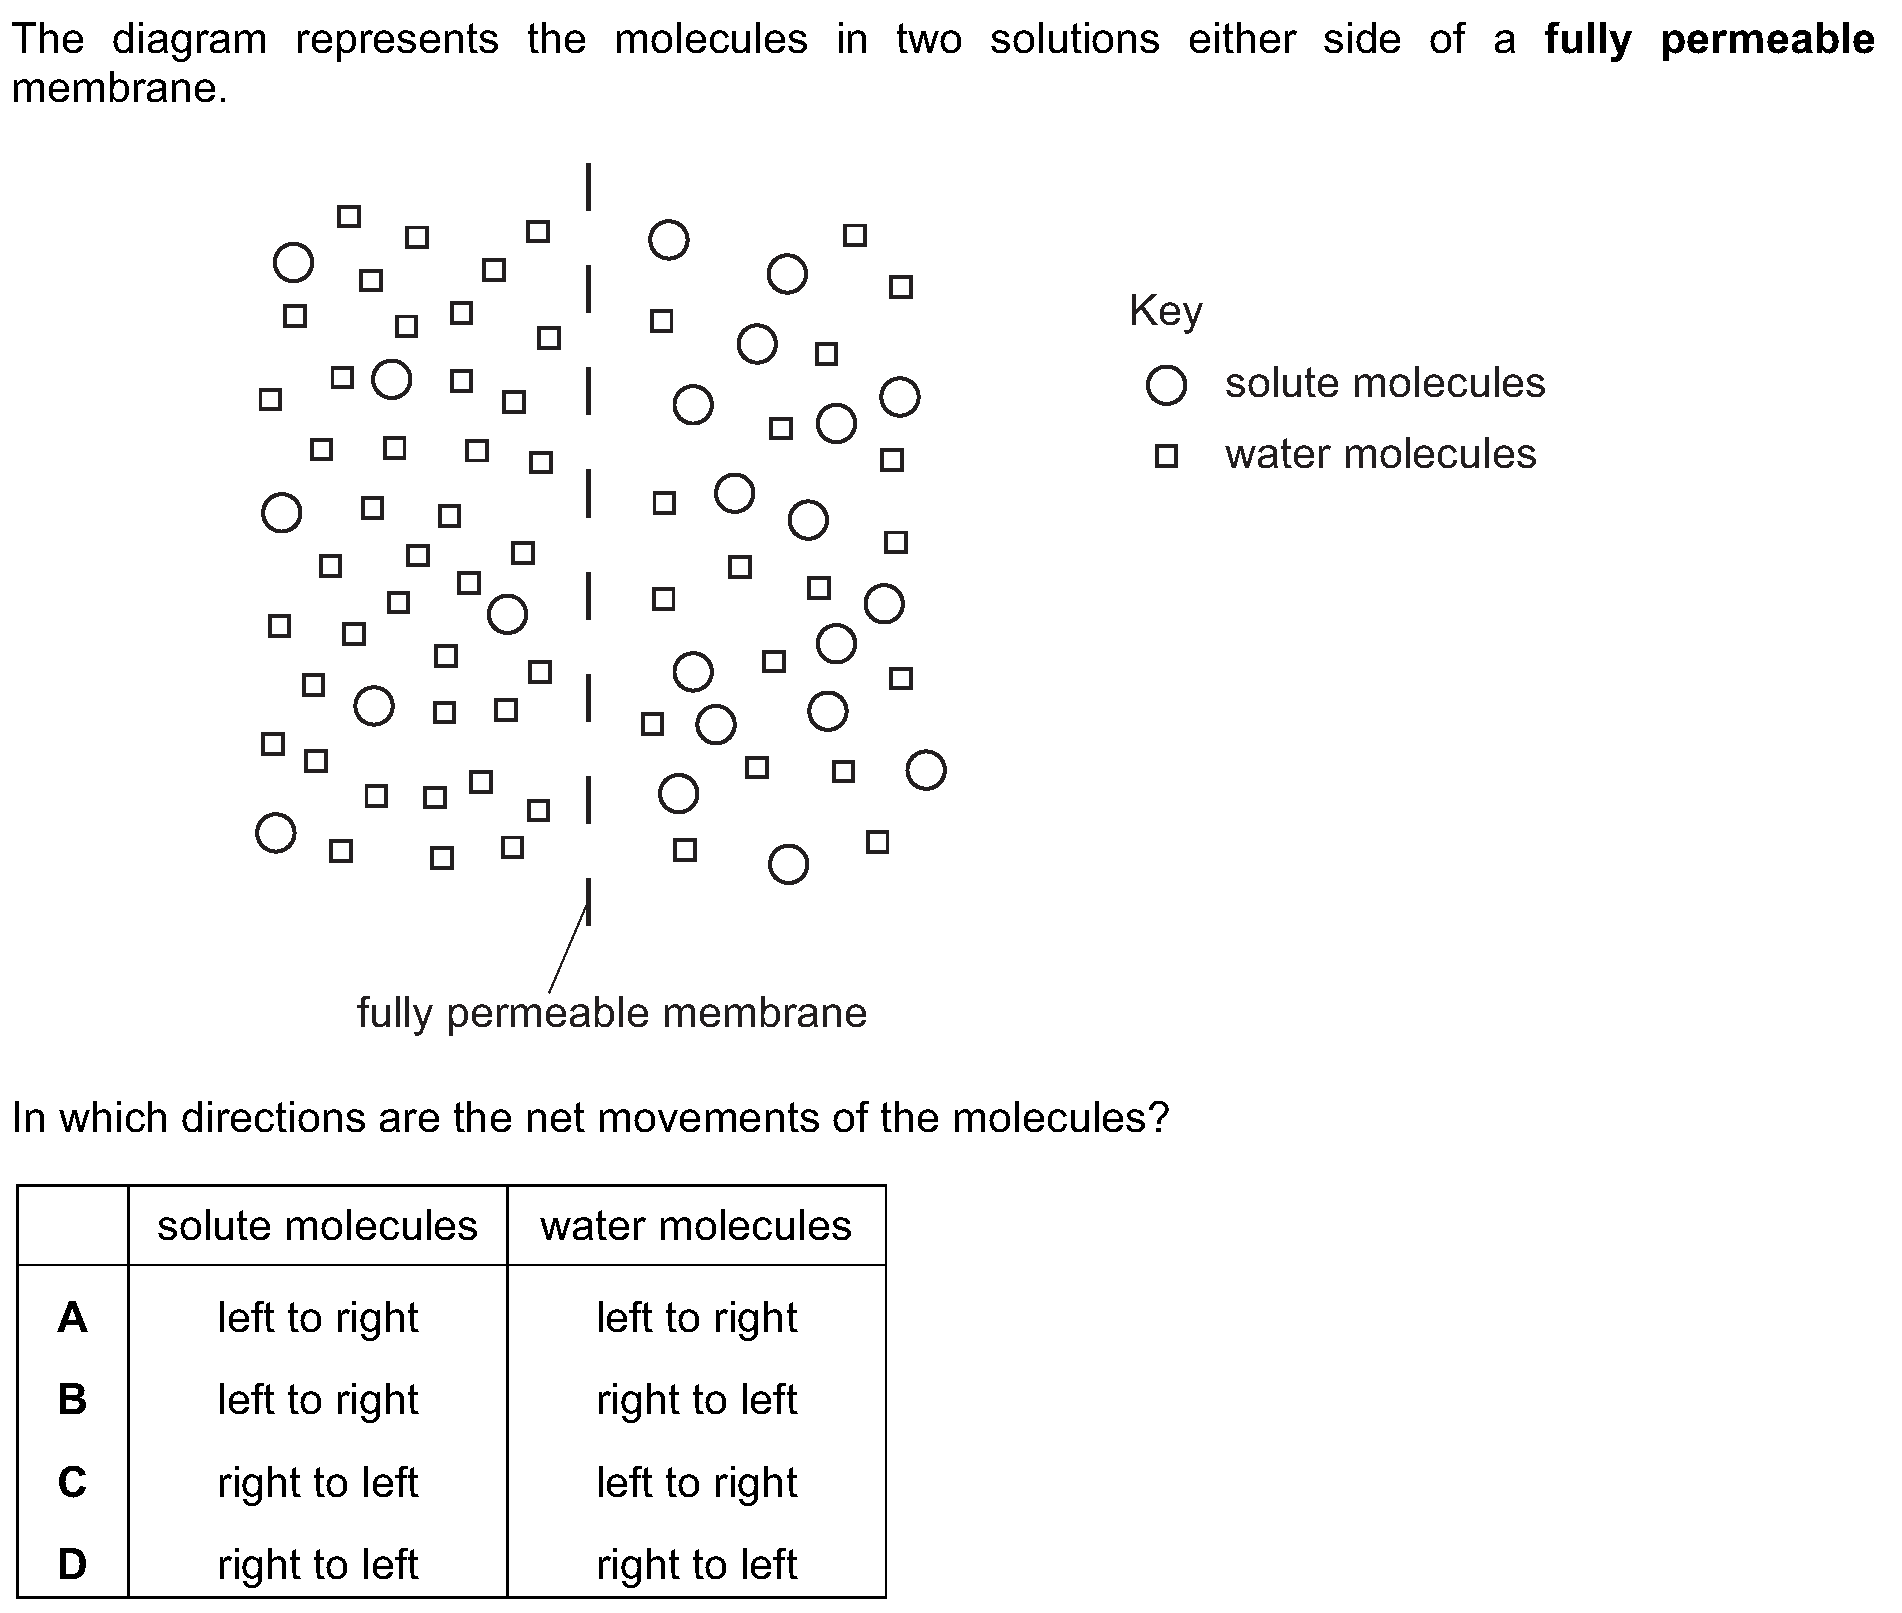 The diagram represents the molecules in two solutions either side of a fully permeable
membrane.
Key
solute molecules
water molecules
fully permeable membrane
In which directions are the net movements of the molecules?
solute molecules water molecules
A left to right left to right
B left to right right to left
C right to left left to right
D right to left right to left